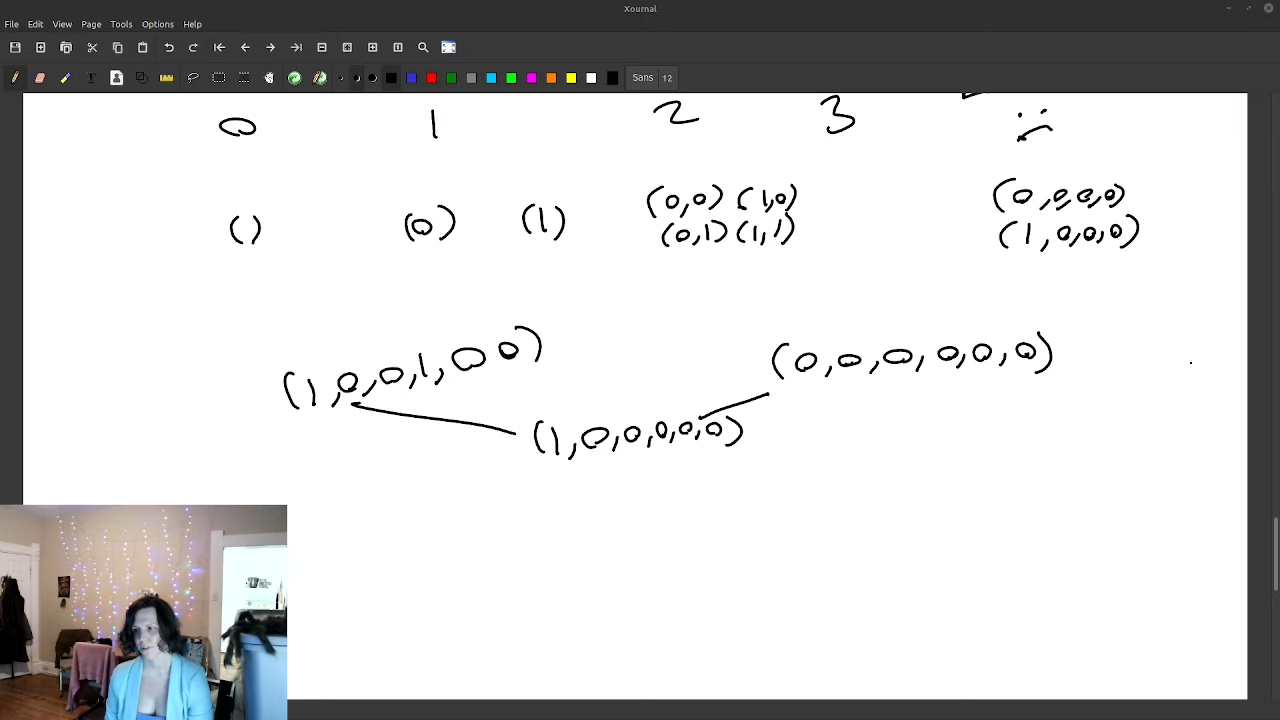 Xournal
File Edit View Page Tools Options Help
Sans 12
0 1 2 3
(0,0) (1,0) (0,0,0,0)
() (0) (1) (0,1) (1,1) (1,0,0,0)
(1,0,0,1,0 0) (0,0,0,0,0,0)
(1,0,0,0,0,0)